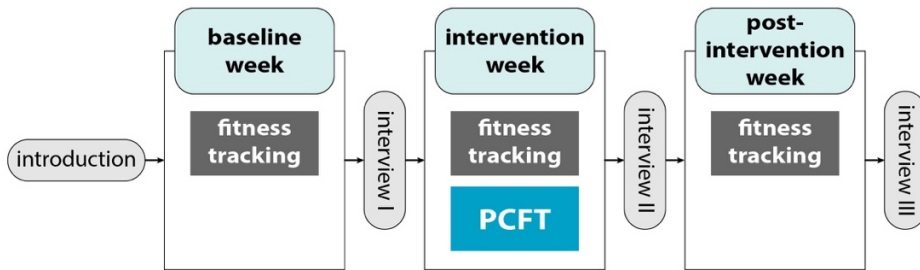 introduction
baseline
week
fitness
tracking
interview I
intervention
week
fitness
tracking
PCFT
interview II
post-
intervention
week
fitness
tracking
interview III